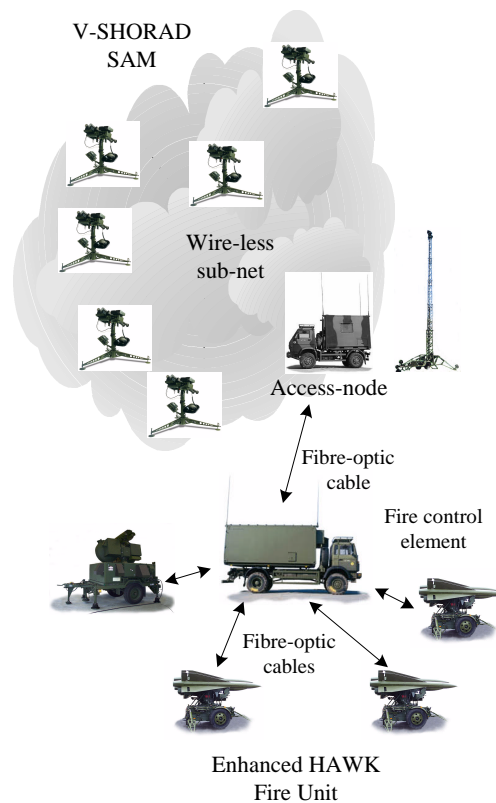 V-SHORAD
SAM
Wire-less
sub-net
Access-node
Fibre-optic
cable
Fire control
element
Fibre-optic
cables
Enhanced HAWK
Fire Unit